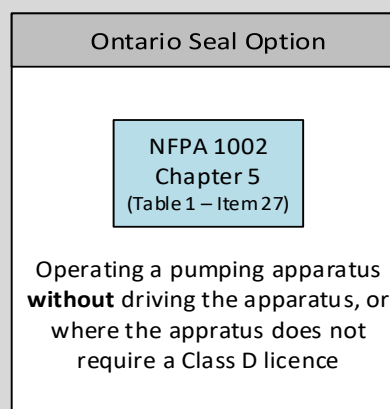 Ontario Seal Option
NFPA 1002
Chapter 5
(Table 1 – Item 27)
Operating a pumping apparatus
without driving the apparatus, or
where the appratus does not
require a Class D licence